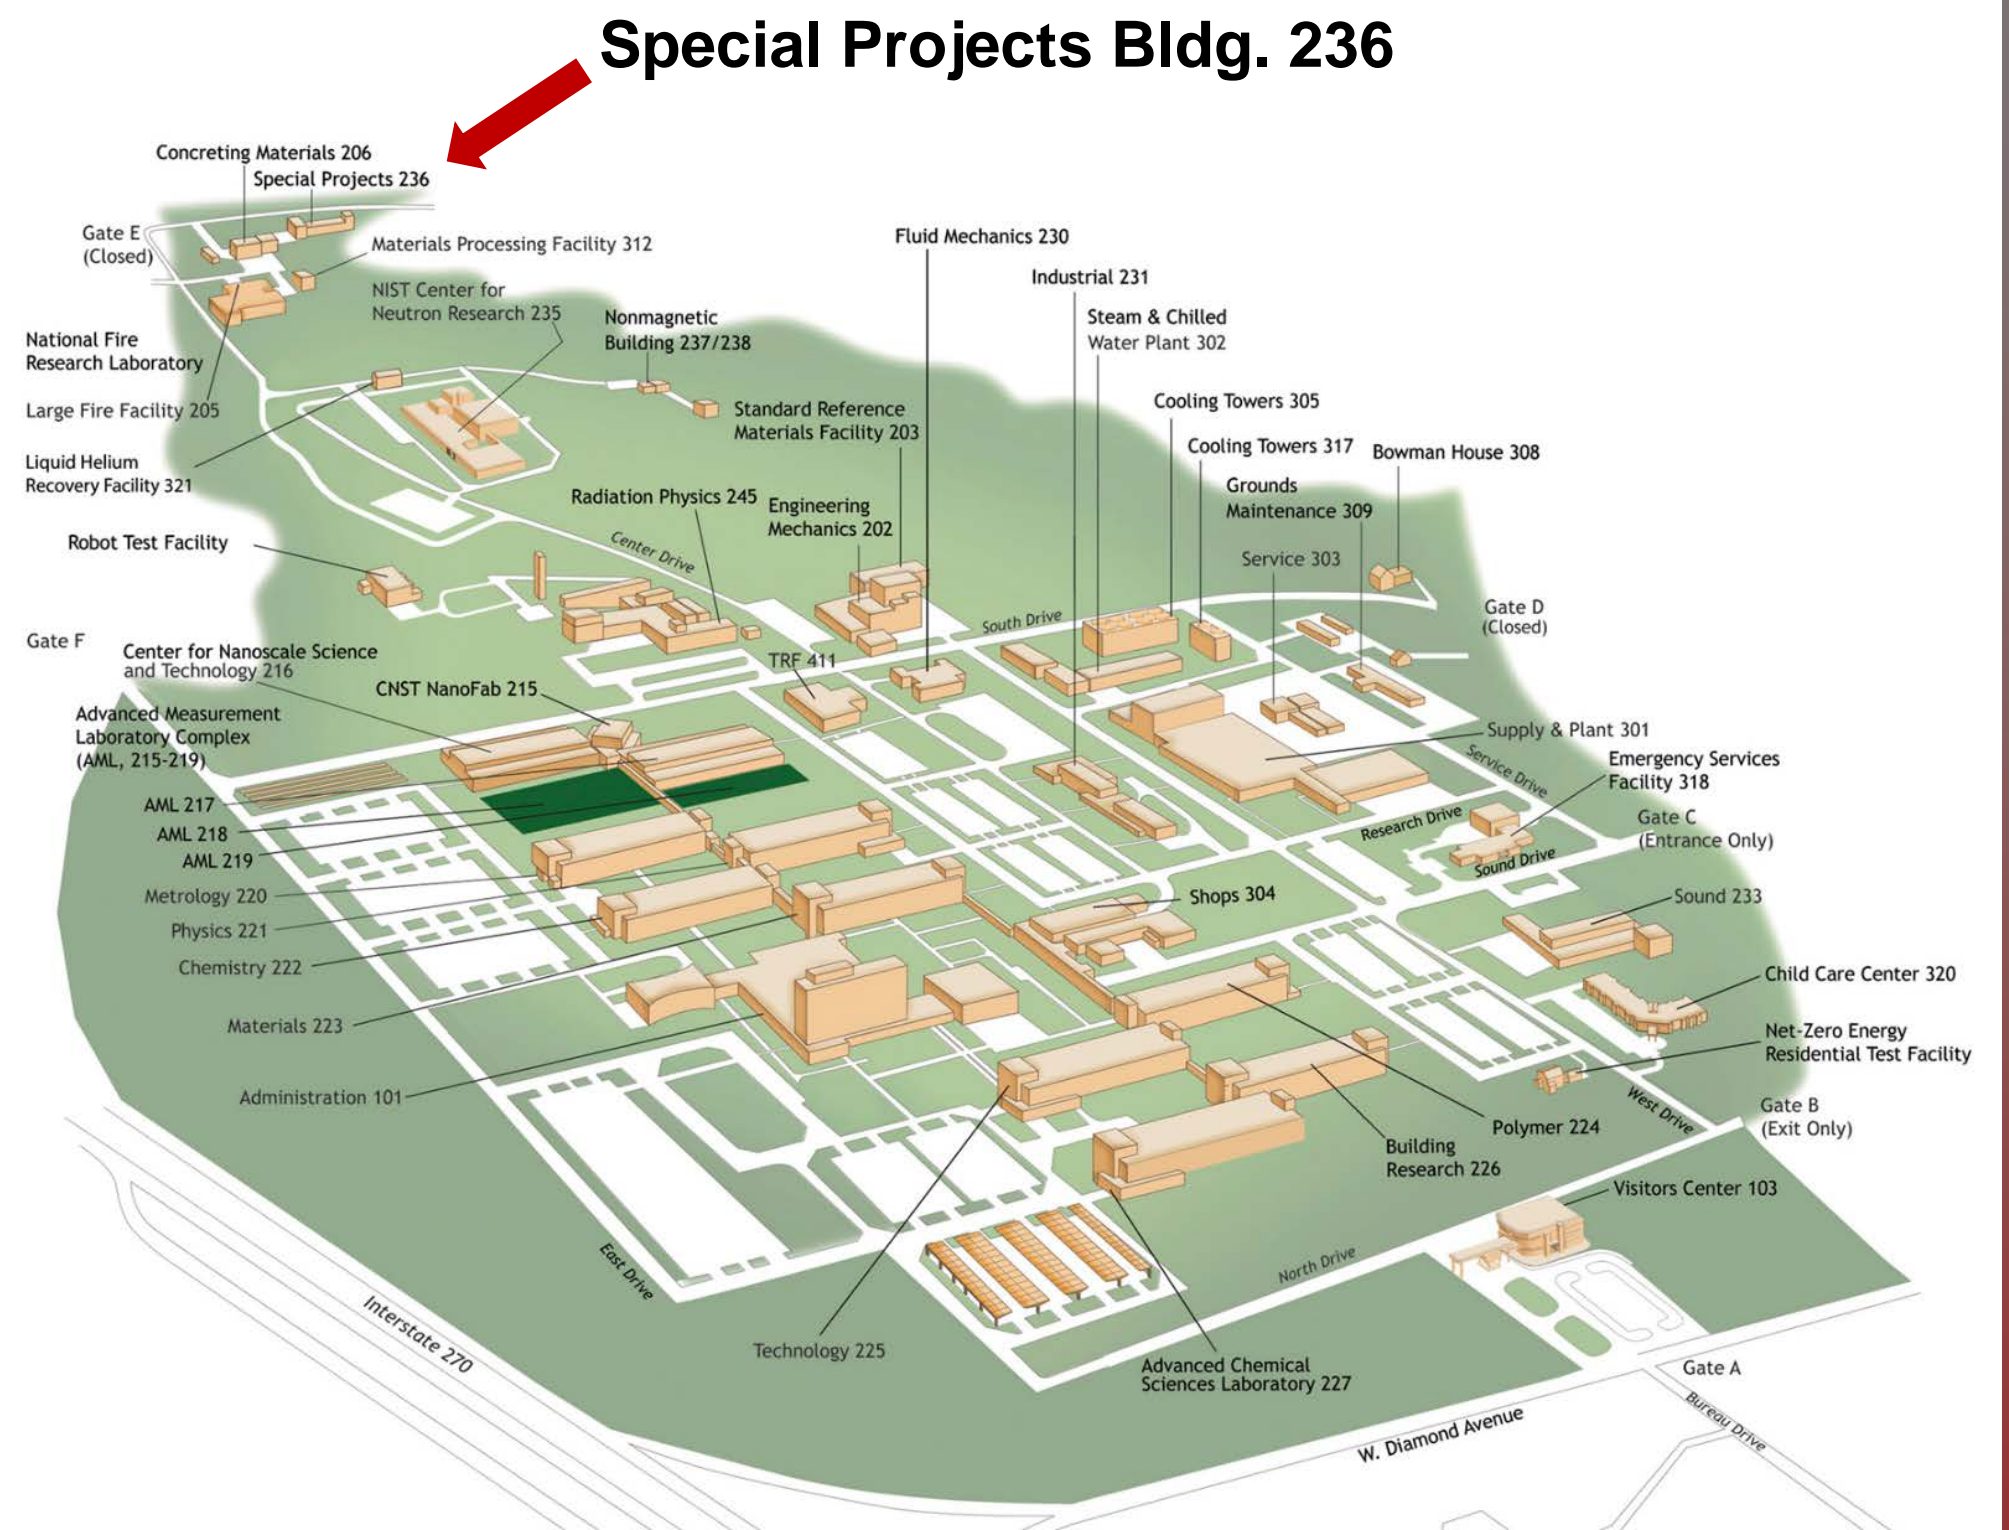 Special Projects Bldg. 236
Concreting Materials 206
Special Projects 236
Gate E
(Closed)
Materials Processing Facility 312
Fluid Mechanics 230
Industrial 231
NIST Center for
Neutron Research 235
Nonmagnetic
Building 237/238
Steam & Chilled
Water Plant 302
National Fire
Research Laboratory
Large Fire Facility 205
Standard Reference
Materials Facility 203
Cooling Towers 305
Cooling Towers 317
Bowman House 308
Liquid Helium
Recovery Facility 321
Radiation Physics 245
Engineering
Mechanics 202
Grounds
Maintenance 309
Robot Test Facility
Center Drive
Service 303
South Drive
Gate D
(Closed)
Gate F
Center for Nanoscale Science
and Technology 216
TRF 411
CNST NanoFab 215
Advanced Measurement
Laboratory Complex
(AML, 215-219)
Supply & Plant 301
Service Drive
Emergency Services
Facility 318
AML 217
AML 218
AML 219
Research Drive
Sound Drive
Gate C
(Entrance Only)
Metrology 220
Physics 221
Chemistry 222
Shops 304
Sound 233
Child Care Center 320
Materials 223
Net-Zero Energy
Residential Test Facility
Administration 101
West Drive
Gate B
(Exit Only)
Polymer 224
Building
Research 226
Visitors Center 103
East Drive
North Drive
Interstate 270
Technology 225
Advanced Chemical
Sciences Laboratory 227
Gate A
Bureau Drive
W. Diamond Avenue